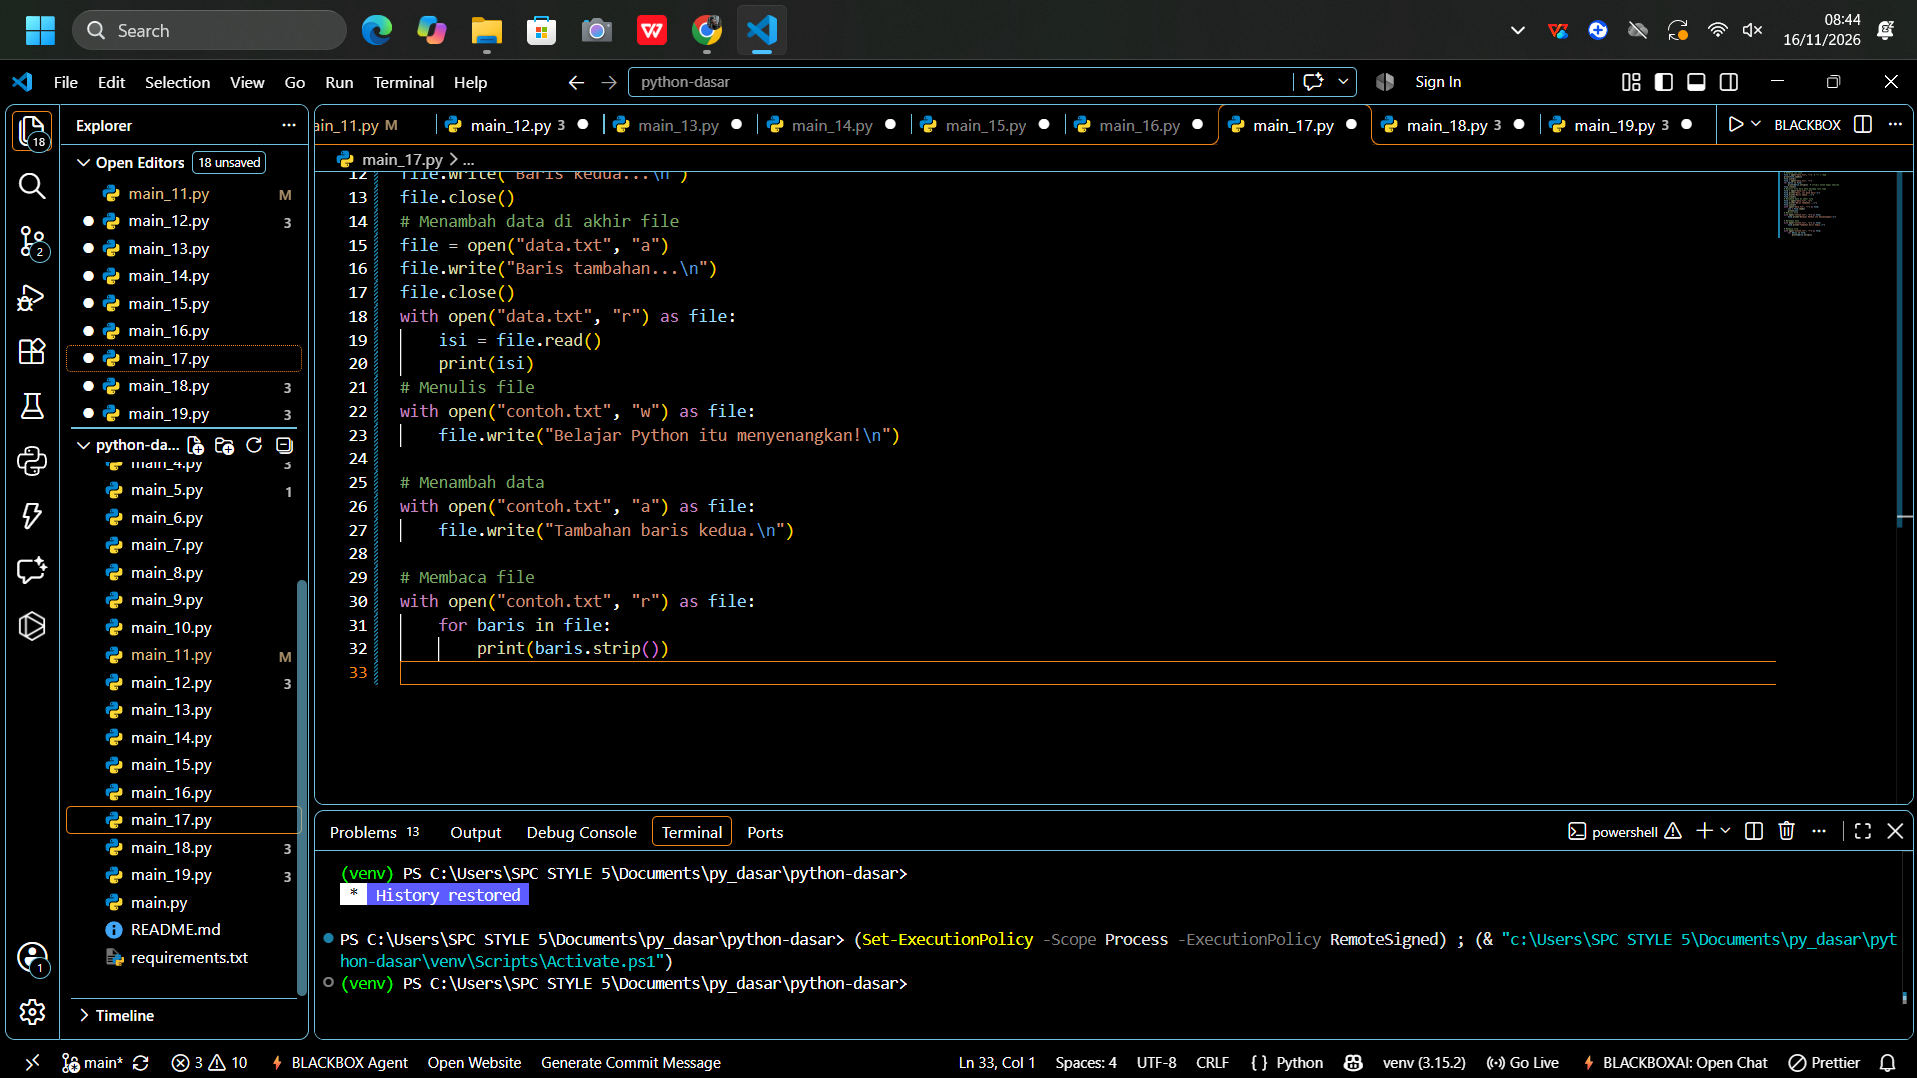 Search
08:44
16/11/2026
File Edit Selection View Go Run Terminal Help
python-dasar
Sign In
18
Explorer
Open Editors 18 unsaved
main_11.py M
main_12.py 3
main_13.py
main_14.py
main_15.py
main_16.py
main_17.py
main_18.py 3
main_19.py 3
python-da...
main_4.py 3
main_5.py 1
main_6.py
main_7.py
main_8.py
main_9.py
main_10.py
main_11.py M
main_12.py 3
main_13.py
main_14.py
main_15.py
main_16.py
main_17.py
main_18.py 3
main_19.py 3
main.py
README.md
requirements.txt
Timeline
2
1
ain_11.py M main_12.py 3 main_13.py main_14.py main_15.py main_16.py main_17.py main_18.py 3 main_19.py 3 BLACKBOX
main_17.py > ...
12 file.write("Baris kedua...\n")
13 file.close()
14 # Menambah data di akhir file
15 file = open("data.txt", "a")
16 file.write("Baris tambahan...\n")
17 file.close()
18 with open("data.txt", "r") as file:
19 isi = file.read()
20 print(isi)
21 # Menulis file
22 with open("contoh.txt", "w") as file:
23 file.write("Belajar Python itu menyenangkan!\n")
24
25 # Menambah data
26 with open("contoh.txt", "a") as file:
27 file.write("Tambahan baris kedua.\n")
28
29 # Membaca file
30 with open("contoh.txt", "r") as file:
31 for baris in file:
32 print(baris.strip())
33
Problems 13 Output Debug Console Terminal Ports
powershell
(venv) PS C:\Users\SPC STYLE 5\Documents\py_dasar\python-dasar>
* History restored
PS C:\Users\SPC STYLE 5\Documents\py_dasar\python-dasar> (Set-ExecutionPolicy -Scope Process -ExecutionPolicy RemoteSigned) ; (& "c:\Users\SPC STYLE 5\Documents\py_dasar\pyt
hon-dasar\venv\Scripts\Activate.ps1")
(venv) PS C:\Users\SPC STYLE 5\Documents\py_dasar\python-dasar>
main* 3 10 BLACKBOX Agent Open Website Generate Commit Message Ln 33, Col 1 Spaces: 4 UTF-8 CRLF { } Python venv (3.15.2) Go Live BLACKBOXAI: Open Chat Prettier